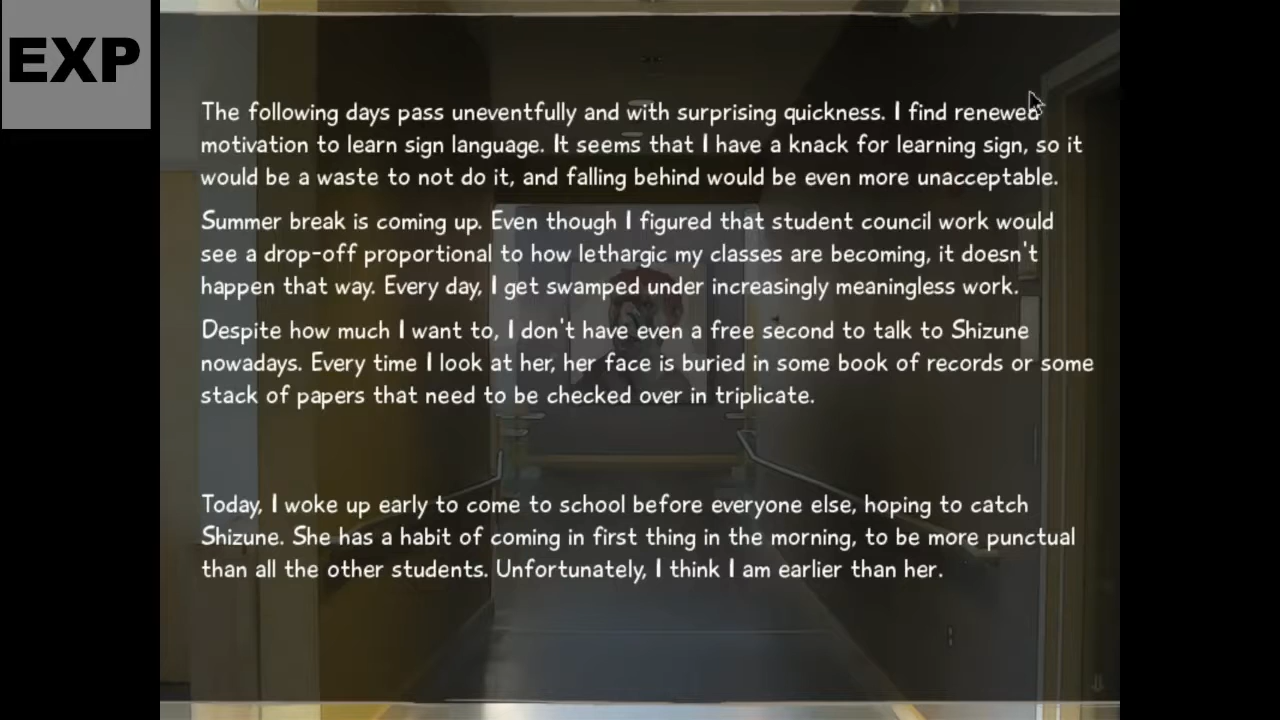 EXP
The following days pass uneventfully and with surprising quickness. I find renewed
motivation to learn sign language. It seems that I have a knack for learning sign, so it
would be a waste to not do it, and falling behind would be even more unacceptable.
Summer break is coming up. Even though I figured that student council work would
see a drop-off proportional to how lethargic my classes are becoming, it doesn't
happen that way. Every day, I get swamped under increasingly meaningless work.
Despite how much I want to, I don't have even a free second to talk to Shizune
nowadays. Every time I look at her, her face is buried in some book of records or some
stack of papers that need to be checked over in triplicate.
Today, I woke up early to come to school before everyone else, hoping to catch
Shizune. She has a habit of coming in first thing in the morning, to be more punctual
than all the other students. Unfortunately, I think I am earlier than her.